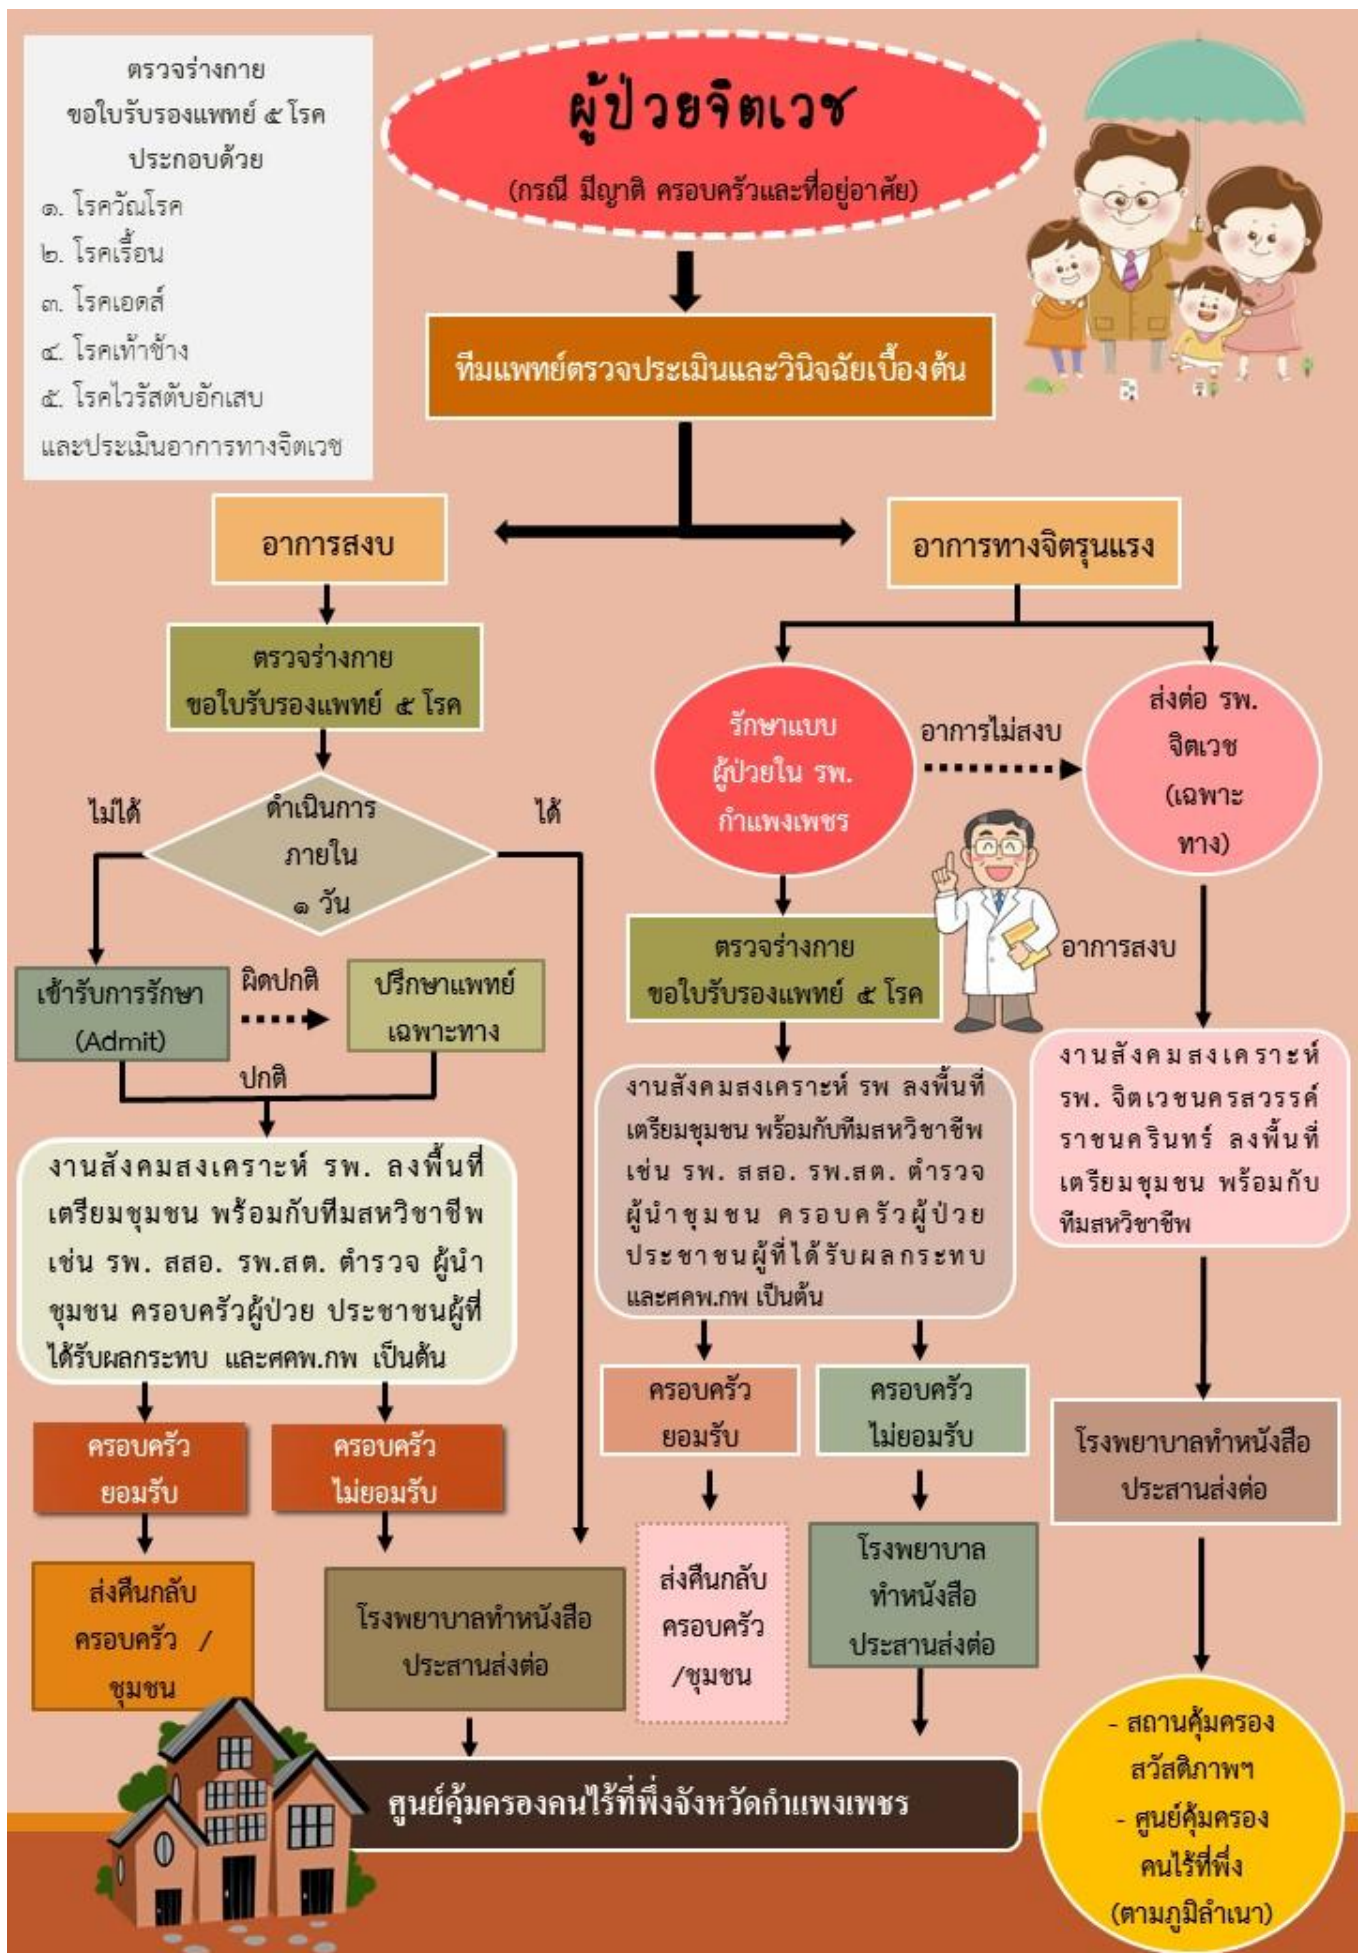 ตรวจร่างกาย
ขอใบรับรองแพทย์ ๕ โรค
ประกอบด้วย
๑. โรควัณโรค
๒. โรคเรื้อน
๓. โรคเอดส์
๔. โรคเท้าช้าง
๕. โรคไวรัสตับอักเสบ
และประเมินอาการทางจิตเวช
ผู้ป่วยจิตเวช
(กรณี มีญาติ ครอบครัวและที่อยู่อาศัย)
ทีมแพทย์ตรวจประเมินและวินิจฉัยเบื้องต้น
อาการสงบ
อาการทางจิตรุนแรง
ตรวจร่างกาย
ขอใบรับรองแพทย์ ๕ โรค
ไม่ได้
ดำเนินการ
ภายใน
๑ วัน
ได้
เข้ารับการรักษา
(Admit)
ผิดปกติ
ปรึกษาแพทย์
เฉพาะทาง
ปกติ
งานสังคมสงเคราะห์ รพ. ลงพื้นที่
เตรียมชุมชน พร้อมกับทีมสหวิชาชีพ
เช่น รพ. สสอ. รพ.สต. ตำรวจ ผู้นำ
ชุมชน ครอบครัวผู้ป่วย ประชาชนผู้ที่
ได้รับผลกระทบ และศคพ.กพ เป็นต้น
ครอบครัว
ยอมรับ
ครอบครัว
ไม่ยอมรับ
ส่งคืนกลับ
ครอบครัว /
ชุมชน
โรงพยาบาลทำหนังสือ
ประสานส่งต่อ
รักษาแบบ
ผู้ป่วยใน รพ.
กำแพงเพชร
อาการไม่สงบ
ส่งต่อ รพ.
จิตเวช
(เฉพาะ
ทาง)
ตรวจร่างกาย
ขอใบรับรองแพทย์ ๕ โรค
อาการสงบ
งานสังคมสงเคราะห์ รพ ลงพื้นที่
เตรียมชุมชน พร้อมกับทีมสหวิชาชีพ
เช่น รพ. สสอ. รพ.สต. ตำรวจ
ผู้นำชุมชน ครอบครัวผู้ป่วย
ประชาชนผู้ที่ได้รับผลกระทบ
และศคพ.กพ เป็นต้น
งานสังคมสงเคราะห์
รพ. จิตเวชนครสวรรค์
ราชนครินทร์ ลงพื้นที่
เตรียมชุมชน พร้อมกับ
ทีมสหวิชาชีพ
ครอบครัว
ยอมรับ
ครอบครัว
ไม่ยอมรับ
โรงพยาบาลทำหนังสือ
ประสานส่งต่อ
ส่งคืนกลับ
ครอบครัว
/ชุมชน
โรงพยาบาล
ทำหนังสือ
ประสานส่งต่อ
ศูนย์คุ้มครองคนไร้ที่พึ่งจังหวัดกำแพงเพชร
- สถานคุ้มครอง
สวัสดิภาพฯ
- ศูนย์คุ้มครอง
คนไร้ที่พึ่ง
(ตามภูมิลำเนา)